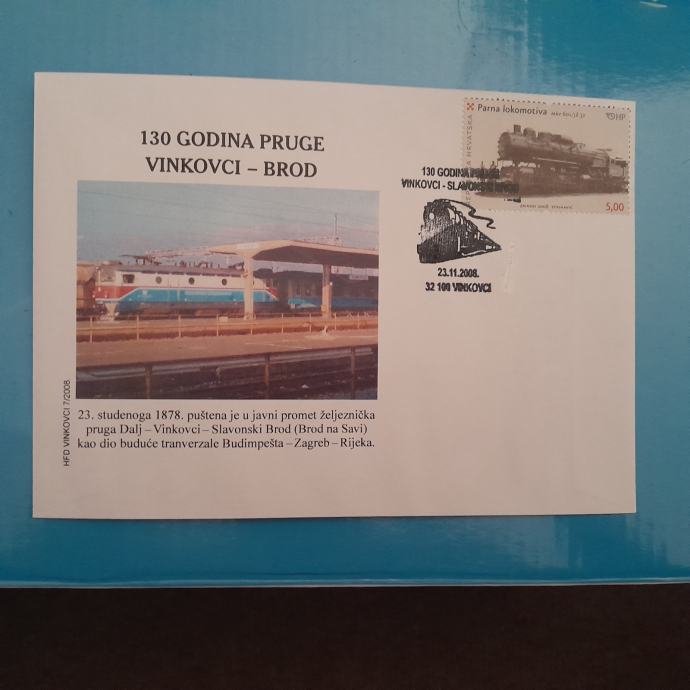 130 GODINA PRUGE
VINKOVCI – BROD
23. studenoga 1878. puštena je u javni promet željeznička
pruga Dalj – Vinkovci – Slavonski Brod (Brod na Savi)
kao dio buduće tranverzale Budimpešta – Zagreb – Rijeka.
HFD VINKOVCI 7/2008
Parna lokomotiva
HP
HRVATSKA
5,00
130 GODINA PRUGE
VINKOVCI - SLAVONSKI BROD
23.11.2008.
32 100 VINKOVCI